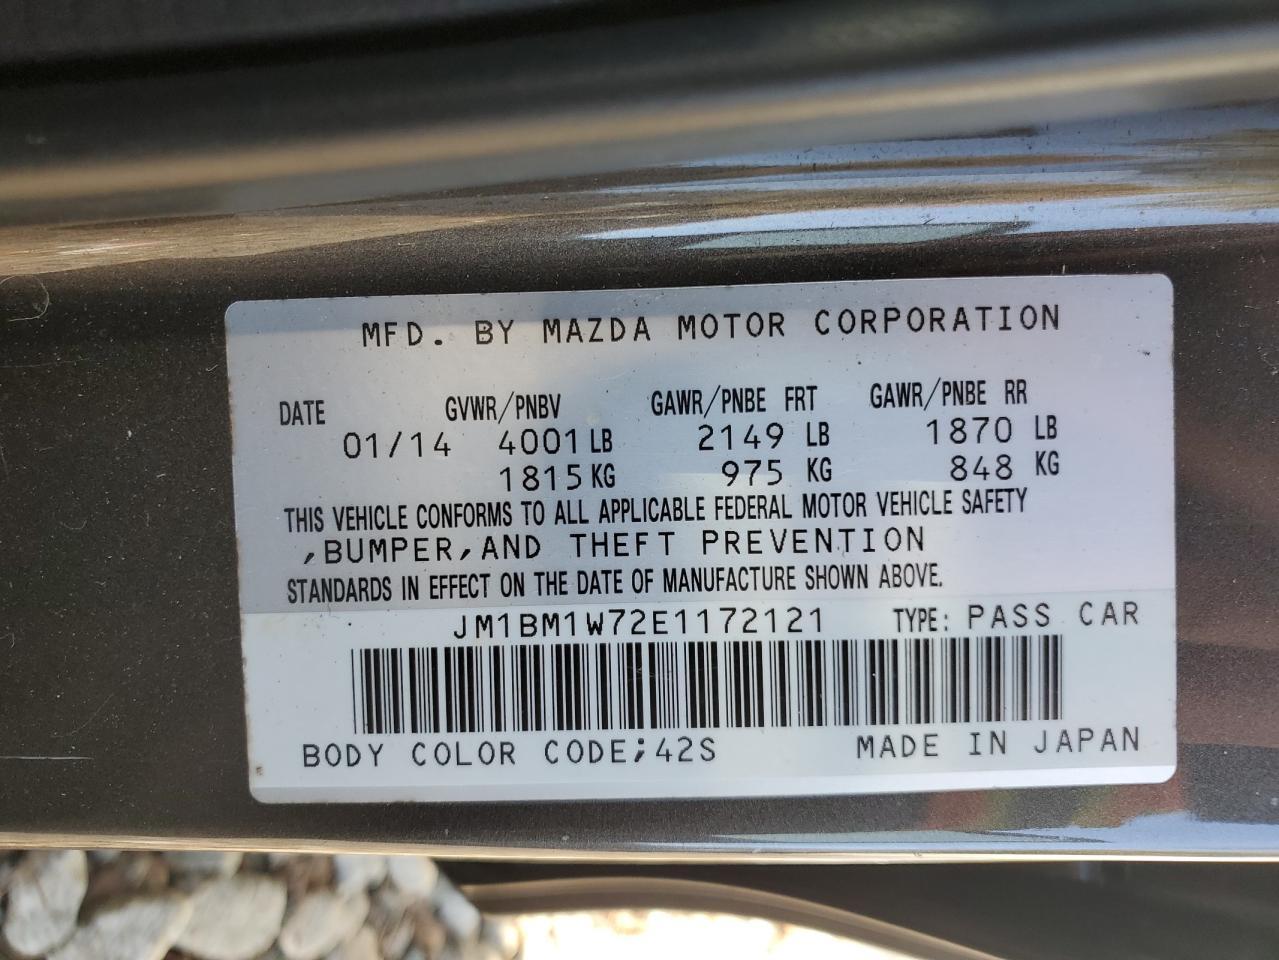 MFD. BY MAZDA MOTOR CORPORATION
DATE GVWR/PNBV GAWR/PNBE FRT GAWR/PNBE RR
01/14 4001 LB 2149 LB 1870 LB
1815 KG 975 KG 848 KG
THIS VEHICLE CONFORMS TO ALL APPLICABLE FEDERAL MOTOR VEHICLE SAFETY
,BUMPER,AND THEFT PREVENTION
STANDARDS IN EFFECT ON THE DATE OF MANUFACTURE SHOWN ABOVE.
JM1BM1W72E1172121 TYPE: PASS CAR
BODY COLOR CODE;42S MADE IN JAPAN